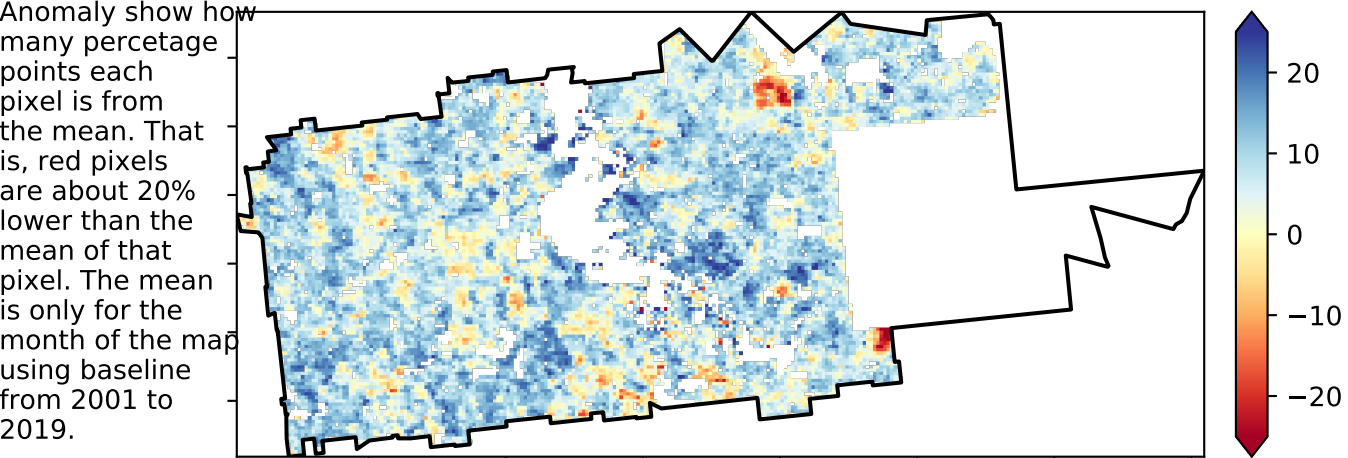 Anomaly show how
many percetage
points each
pixel is from
the mean. That
is, red pixels
are about 20%
lower than the
mean of that
pixel. The mean
is only for the
month of the map
using baseline
from 2001 to
2019.
20
10
0
−10
−20